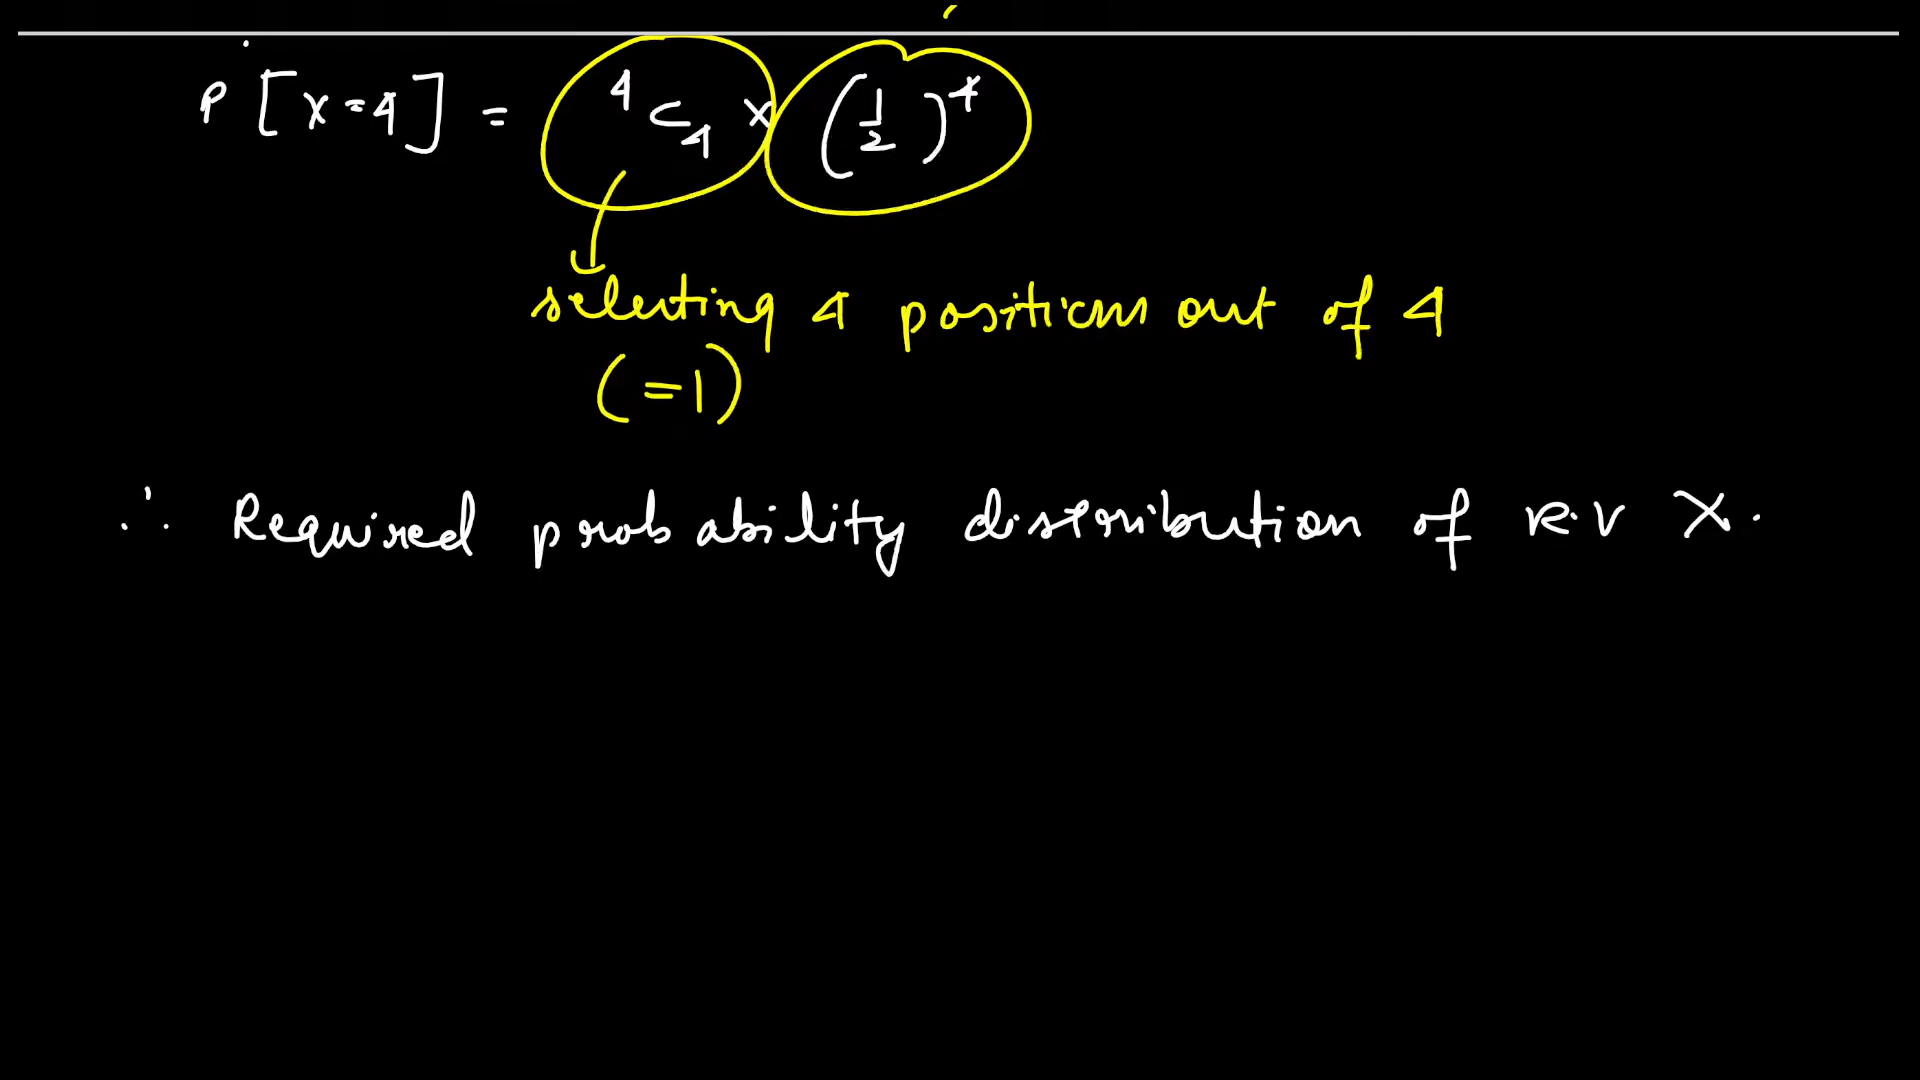 P[X=4] = ⁴C₄ × (1/2)⁴
selecting 4 positions out of 4
(=1)
∴ Required probability distribution of R.V X.